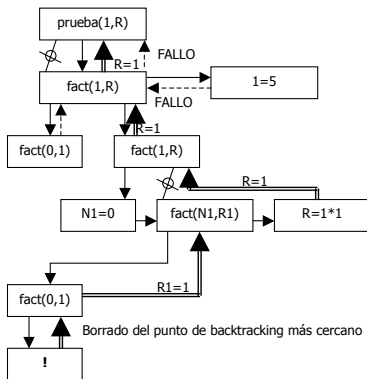 prueba(1,R)
FALLO
R=1
fact(1,R)
1=5
FALLO
R=1
fact(0,1)
fact(1,R)
R=1
N1=0
fact(N1,R1)
R=1*1
fact(0,1)
R1=1
Borrado del punto de backtracking más cercano
!